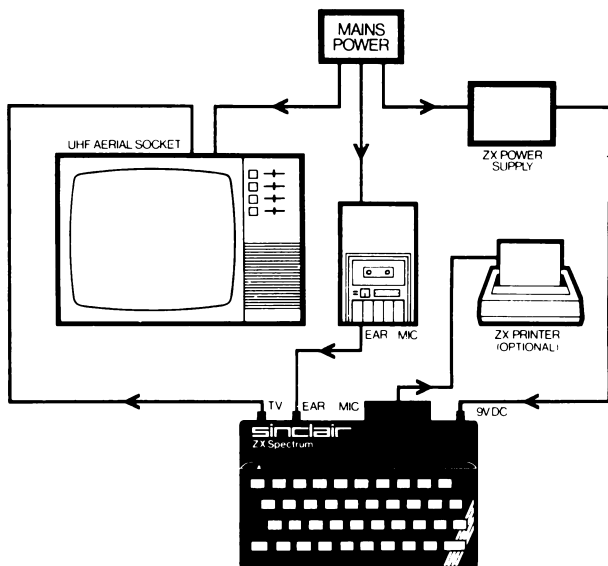 MAINS
POWER
UHF AERIAL SOCKET
ZX POWER
SUPPLY
EAR MIC
ZX PRINTER
(OPTIONAL)
TV EAR MIC 9V DC
sinclair
ZX Spectrum